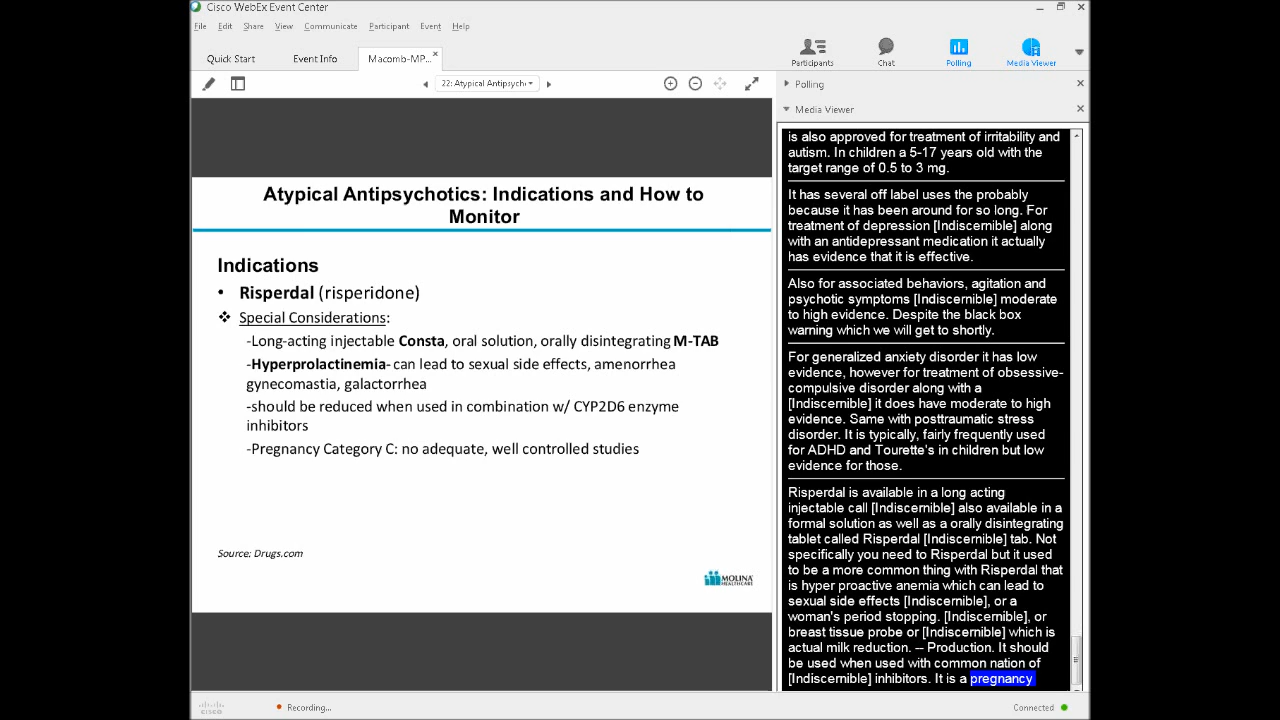 Cisco WebEx Event Center
File Edit Share View Communicate Participant Event Help
Quick Start Event Info Macomb-MP...
Participants Chat Polling Media Viewer
22: Atypical Antipsych
Polling
Media Viewer
Atypical Antipsychotics: Indications and How to
Monitor
Indications
• Risperdal (risperidone)
❖ Special Considerations:
-Long-acting injectable Consta, oral solution, orally disintegrating M-TAB
-Hyperprolactinemia- can lead to sexual side effects, amenorrhea
gynecomastia, galactorrhea
-should be reduced when used in combination w/ CYP2D6 enzyme
inhibitors
-Pregnancy Category C: no adequate, well controlled studies
Source: Drugs.com
MOLINA
HEALTHCARE
is also approved for treatment of irritability and
autism. In children a 5-17 years old with the
target range of 0.5 to 3 mg.
It has several off label uses the probably
because it has been around for so long. For
treatment of depression [Indiscernible] along
with an antidepressant medication it actually
has evidence that it is effective.
Also for associated behaviors, agitation and
psychotic symptoms [Indiscernible] moderate
to high evidence. Despite the black box
warning which we will get to shortly.
For generalized anxiety disorder it has low
evidence, however for treatment of obsessive-
compulsive disorder along with a
[Indiscernible] it does have moderate to high
evidence. Same with posttraumatic stress
disorder. It is typically, fairly frequently used
for ADHD and Tourette's in children but low
evidence for those.
Risperdal is available in a long acting
injectable call [Indiscernible] also available in a
formal solution as well as a orally disintegrating
tablet called Risperdal [Indiscernible] tab. Not
specifically you need to Risperdal but it used
to be a more common thing with Risperdal that
is hyper proactive anemia which can lead to
sexual side effects [Indiscernible], or a
woman's period stopping. [Indiscernible], or
breast tissue probe or [Indiscernible] which is
actual milk reduction. -- Production. It should
be used when used with common nation of
[Indiscernible] inhibitors. It is a pregnancy
cisco Recording... Connected